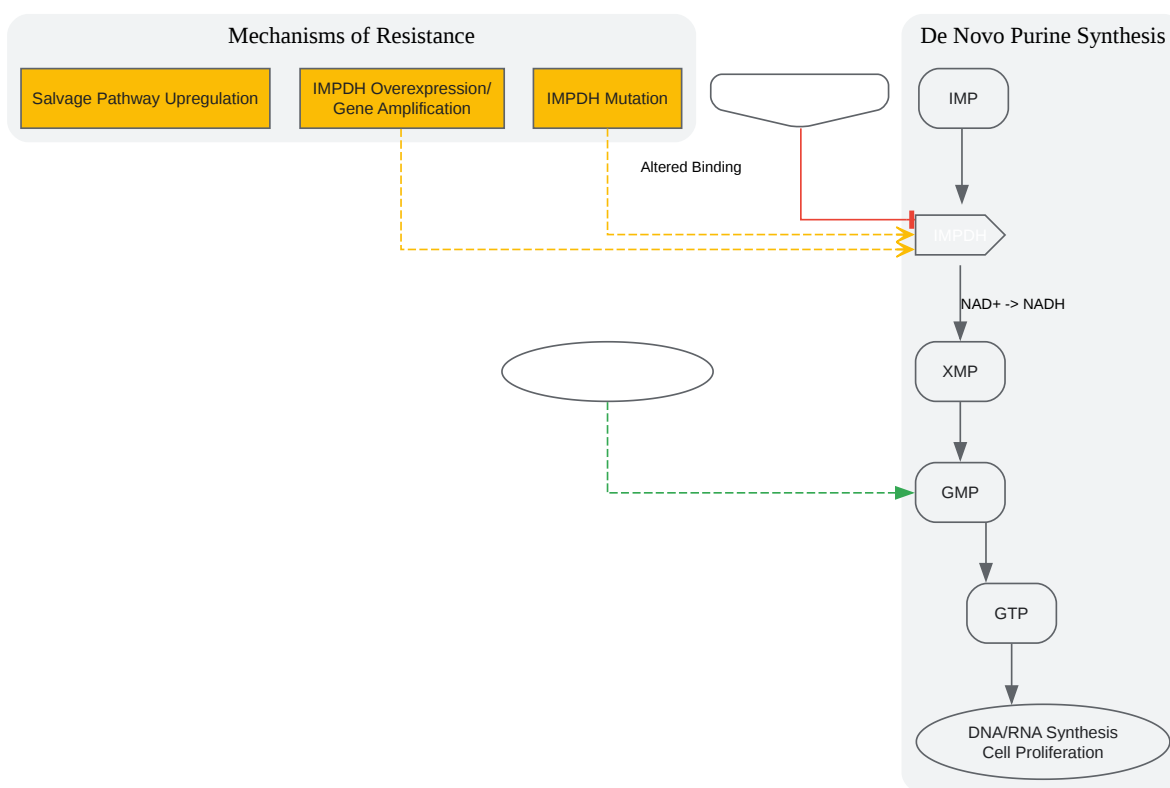 Mechanisms of Resistance
De Novo Purine Synthesis
Salvage Pathway Upregulation
IMPDH Overexpression/
Gene Amplification
IMPDH Mutation
IMP
Altered Binding
IMPDH
NAD+ -> NADH
XMP
GMP
GTP
DNA/RNA Synthesis
Cell Proliferation